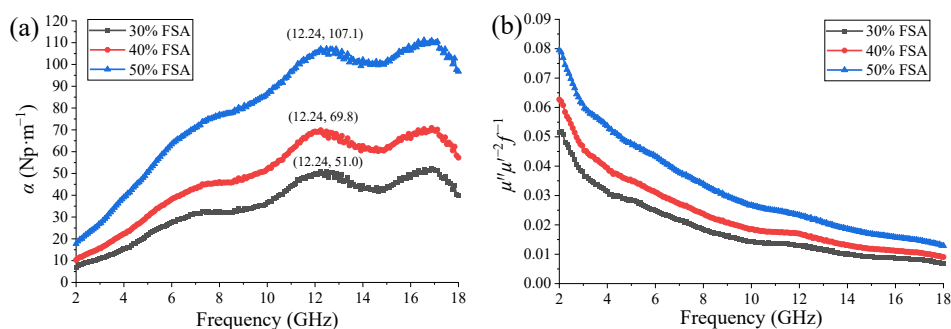 (a)
30% FSA
40% FSA
50% FSA
(12.24, 107.1)
(12.24, 69.8)
(12.24, 51.0)
α (Np·m⁻¹)
120
110
100
90
80
70
60
50
40
30
20
10
0
2 4 6 8 10 12 14 16 18
Frequency (GHz)
(b)
30% FSA
40% FSA
50% FSA
μ''μ'⁻²f⁻¹
0.09
0.08
0.07
0.06
0.05
0.04
0.03
0.02
0.01
0.00
2 4 6 8 10 12 14 16 18
Frequency (GHz)